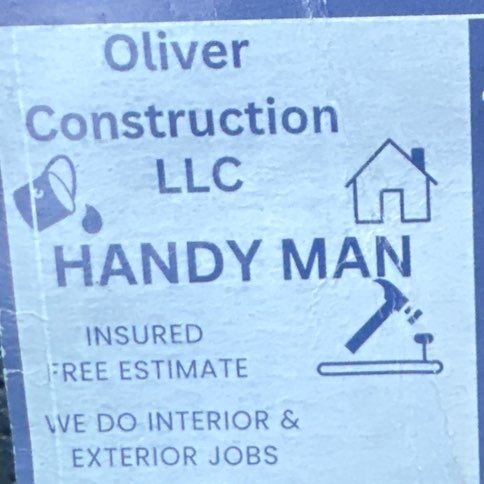 Oliver
Construction
LLC
HANDY MAN
INSURED
FREE ESTIMATE
WE DO INTERIOR &
EXTERIOR JOBS